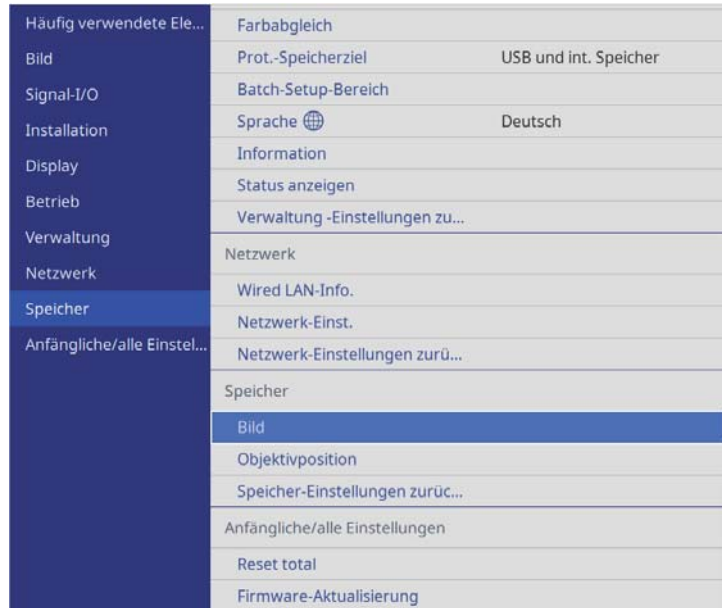 Häufig verwendete Ele...
Bild
Signal-I/O
Installation
Display
Betrieb
Verwaltung
Netzwerk
Speicher
Anfängliche/alle Einstel...
Farbabgleich
Prot.-Speicherziel USB und int. Speicher
Batch-Setup-Bereich
Sprache Deutsch
Information
Status anzeigen
Verwaltung -Einstellungen zu...
Netzwerk
Wired LAN-Info.
Netzwerk-Einst.
Netzwerk-Einstellungen zurü...
Speicher
Bild
Objektivposition
Speicher-Einstellungen zurüc...
Anfängliche/alle Einstellungen
Reset total
Firmware-Aktualisierung